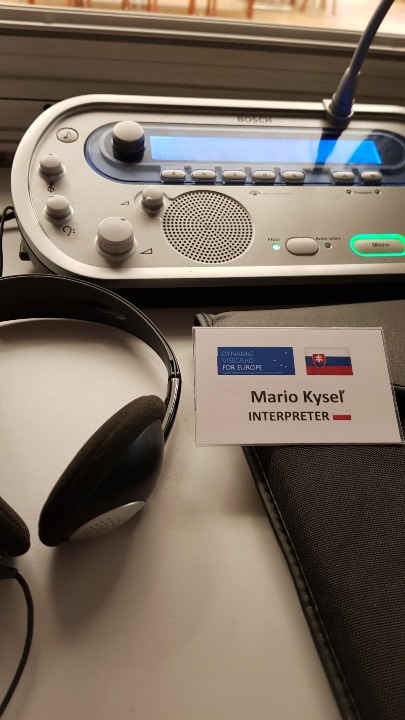 BOSCH
Micro
DYNAMIC
VISEGRAD
FOR EUROPE
Mario Kyseľ
INTERPRETER